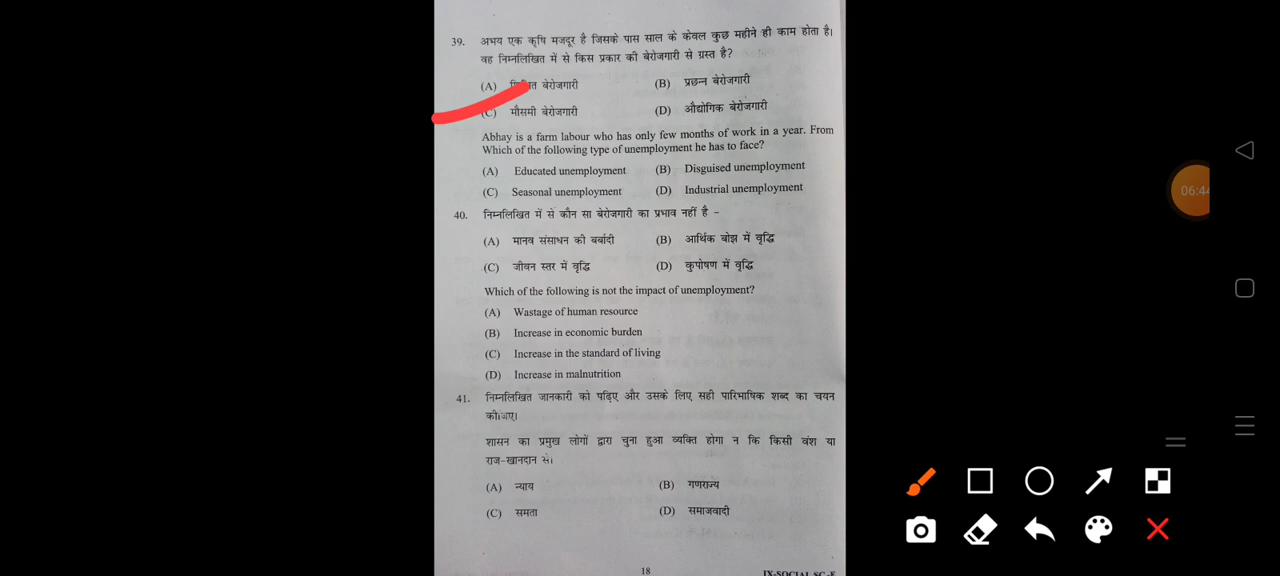 39. अभय एक कृषि मजदूर है जिसके पास साल के केवल कुछ महीने ही काम होता है।
वह निम्नलिखित में से किस प्रकार की बेरोजगारी से ग्रस्त है?
(A) बेरोजगारी (B) प्रछन्न बेरोजगारी
(C) मौसमी बेरोजगारी (D) औद्योगिक बेरोजगारी
Abhay is a farm labour who has only few months of work in a year. From
Which of the following type of unemployment he has to face?
(A) Educated unemployment (B) Disguised unemployment
(C) Seasonal unemployment (D) Industrial unemployment
40. निम्नलिखित में से कौन सा बेरोजगारी का प्रभाव नहीं है -
(A) मानव संसाधन की बर्बादी (B) आर्थिक बोझ में वृद्धि
(C) जीवन स्तर में वृद्धि (D) कुपोषण में वृद्धि
Which of the following is not the impact of unemployment?
(A) Wastage of human resource
(B) Increase in economic burden
(C) Increase in the standard of living
(D) Increase in malnutrition
41. निम्नलिखित जानकारी को पढ़िए और उसके लिए सही पारिभाषिक शब्द का चयन
कीजिए।
शासन का प्रमुख लोगों द्वारा चुना हुआ व्यक्ति होगा न कि किसी वंश या
राज-खानदान से।
(A) न्याय (B) गणराज्य
(C) समता (D) समाजवादी
18
IX-SOCIAL SC.-E
06:44